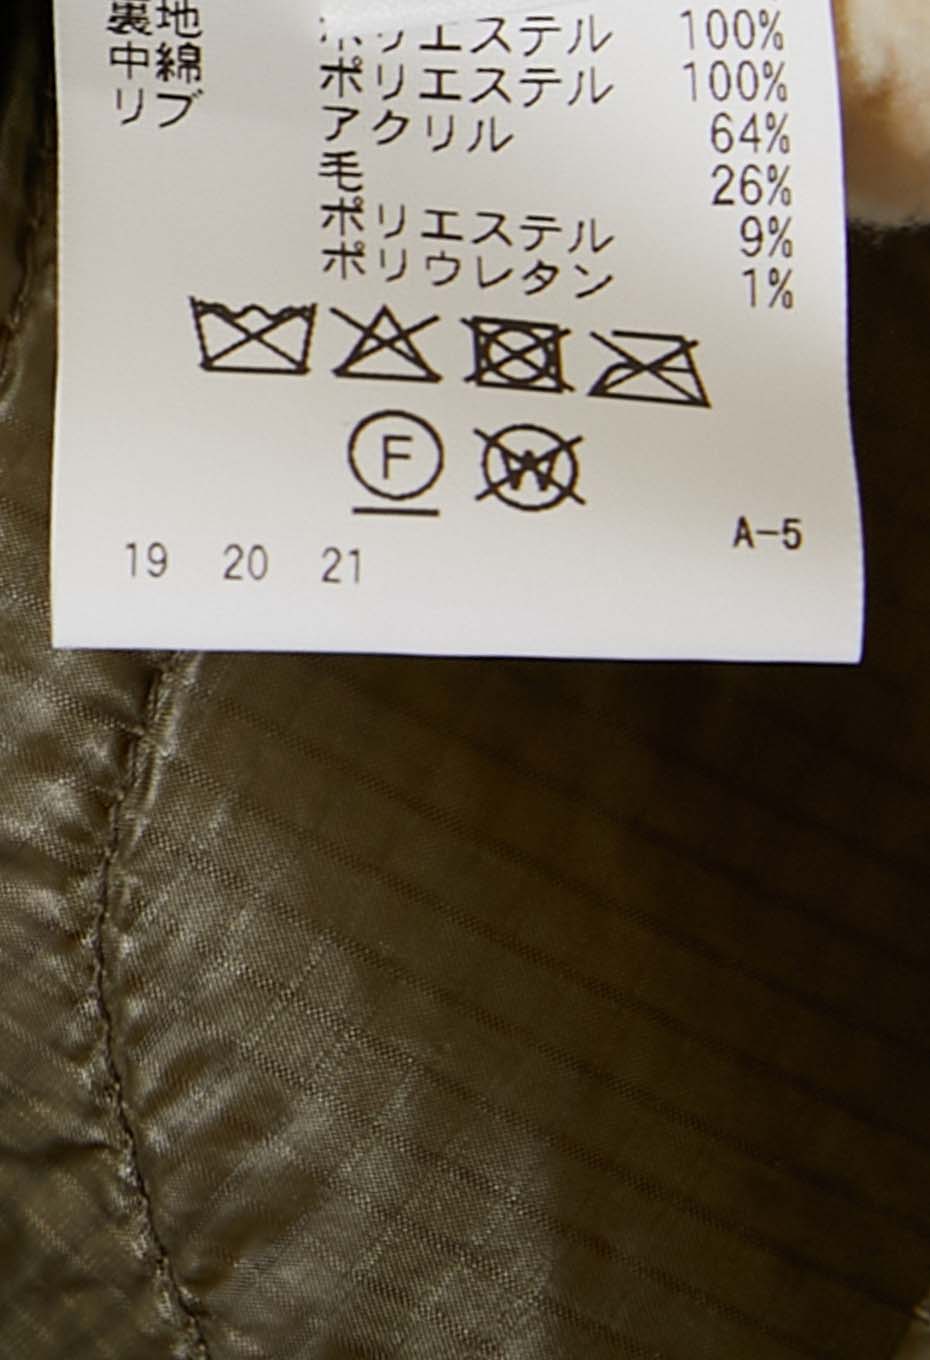 裏地 ポリエステル 100%
中綿 ポリエステル 100%
リブ アクリル 64%
毛 26%
ポリエステル 9%
ポリウレタン 1%
F W
A-5
19 20 21